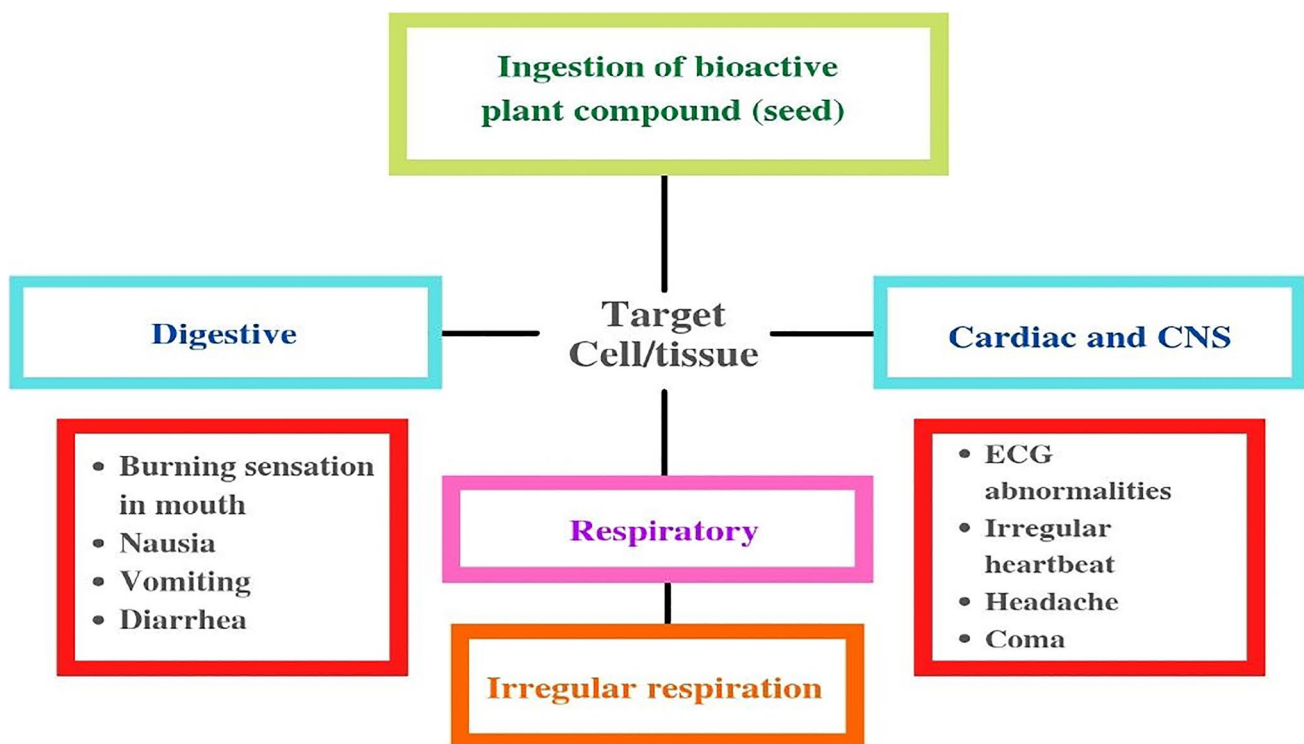 Ingestion of bioactive
plant compound (seed)
Target
Cell/tissue
Digestive
• Burning sensation
in mouth
• Nausia
• Vomiting
• Diarrhea
Respiratory
Irregular respiration
Cardiac and CNS
• ECG
abnormalities
• Irregular
heartbeat
• Headache
• Coma